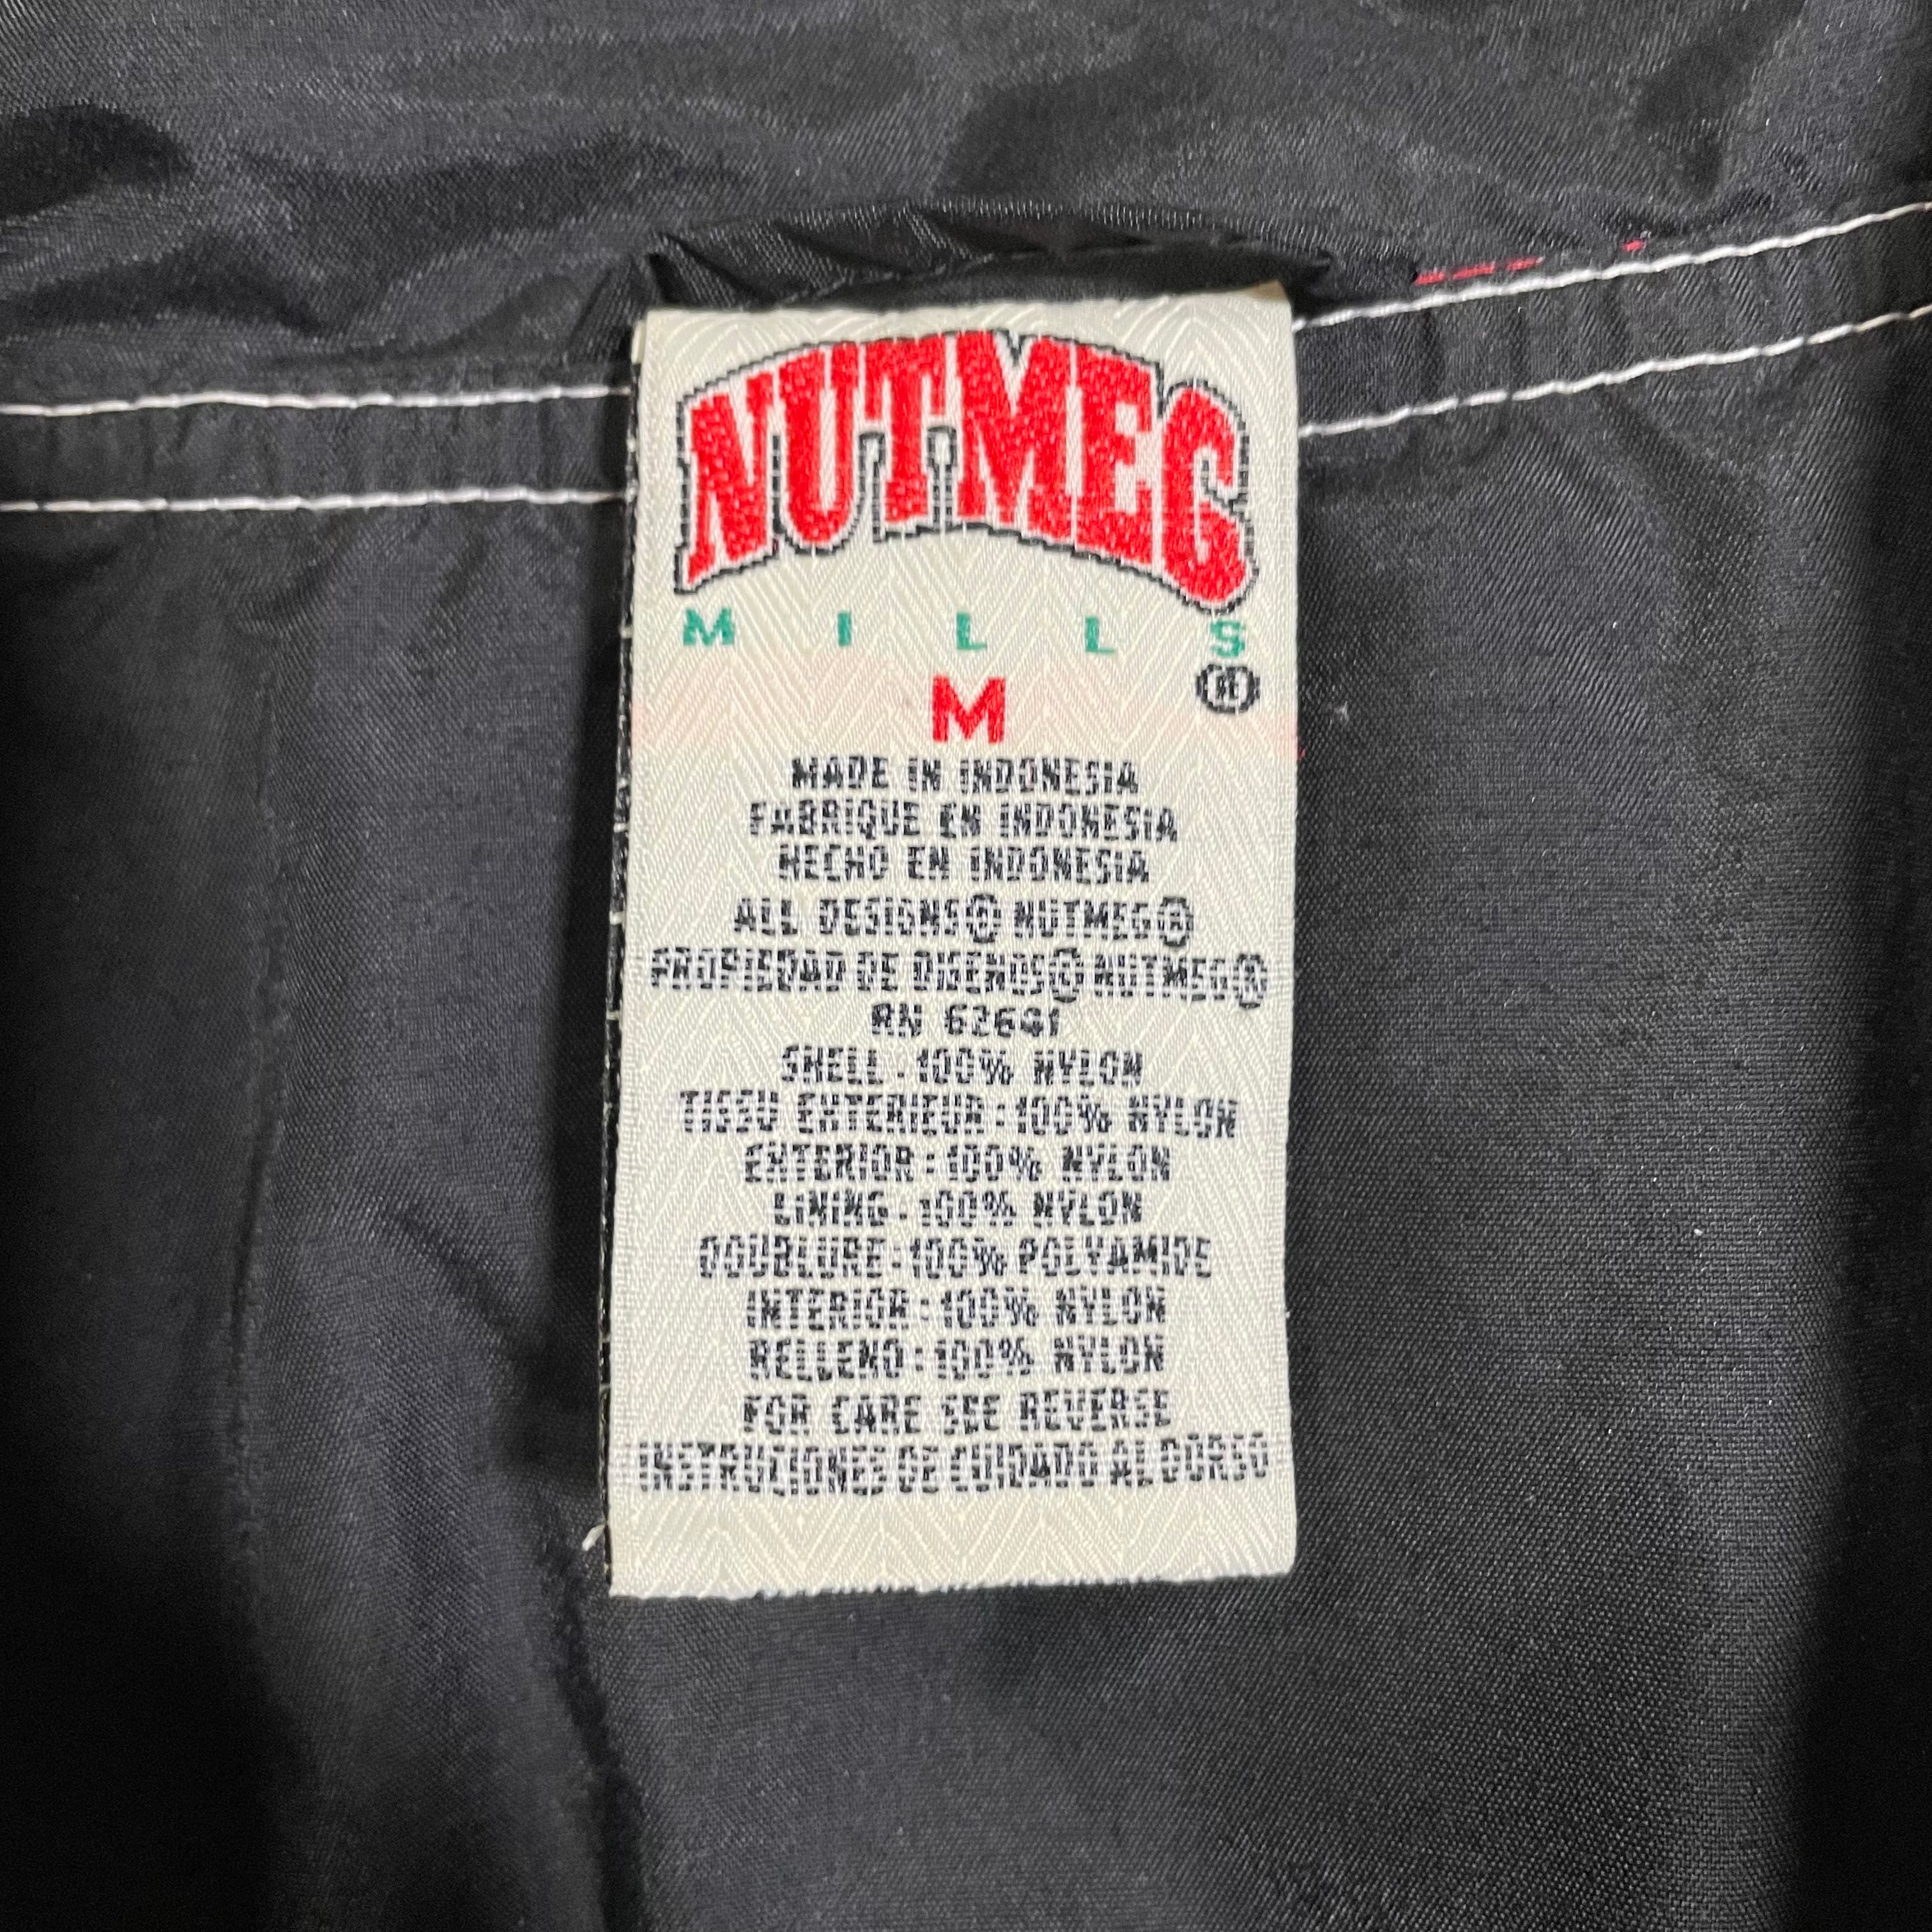 NUTMEG
MILLS
®
M
MADE IN INDONESIA
FABRIQUE EN INDONESIA
HECHO EN INDONESIA
ALL DESIGNS® NUTMEG®
PROPIEDAD DE DISENOS® NUTMEG®
RN 62641
SHELL - 100% NYLON
TISSU EXTERIEUR : 100% NYLON
EXTERIOR : 100% NYLON
LINING - 100% NYLON
DOUBLURE - 100% POLYAMIDE
INTERIOR : 100% NYLON
RELLENO : 100% NYLON
FOR CARE SEE REVERSE
INSTRUCIONES DE CUIDADO AL DORSO